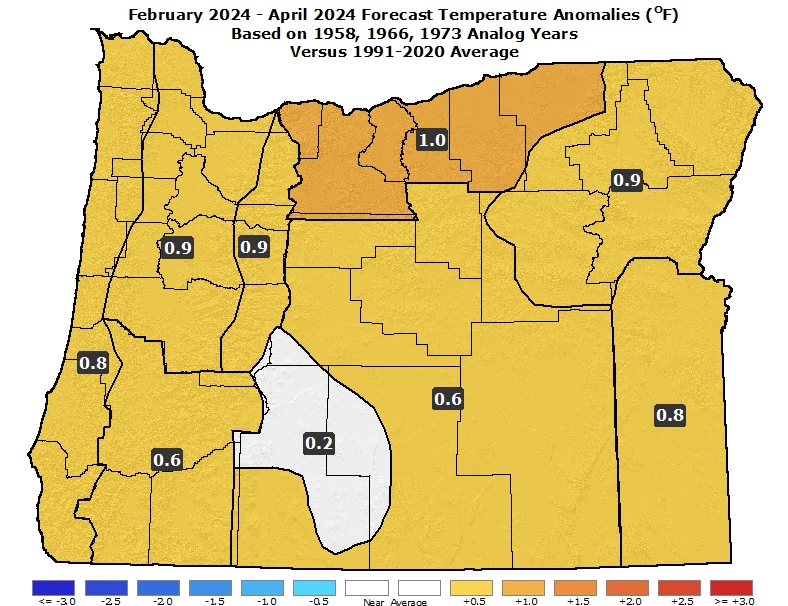 February 2024 - April 2024 Forecast Temperature Anomalies (°F)
Based on 1958, 1966, 1973 Analog Years
Versus 1991-2020 Average
1.0
0.9
0.9
0.9
0.8
0.6
0.8
0.2
0.6
<= -3.0 -2.5 -2.0 -1.5 -1.0 -0.5 Near Average +0.5 +1.0 +1.5 +2.0 +2.5 >= +3.0